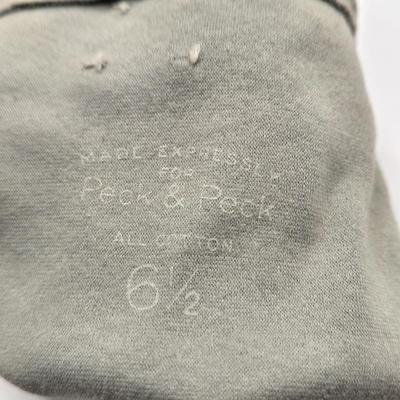 MADE EXPRESSLY
FOR
Peck & Peck
ALL COTTON
6½